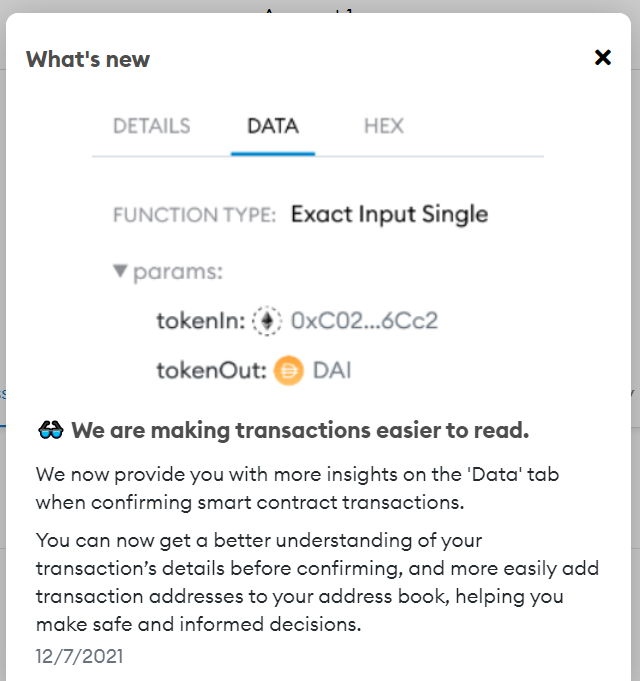 What's new
DETAILS DATA HEX
FUNCTION TYPE: Exact Input Single
params:
tokenIn: 0xC02...6Cc2
tokenOut: DAI
We are making transactions easier to read.
We now provide you with more insights on the 'Data' tab
when confirming smart contract transactions.
You can now get a better understanding of your
transaction’s details before confirming, and more easily add
transaction addresses to your address book, helping you
make safe and informed decisions.
12/7/2021